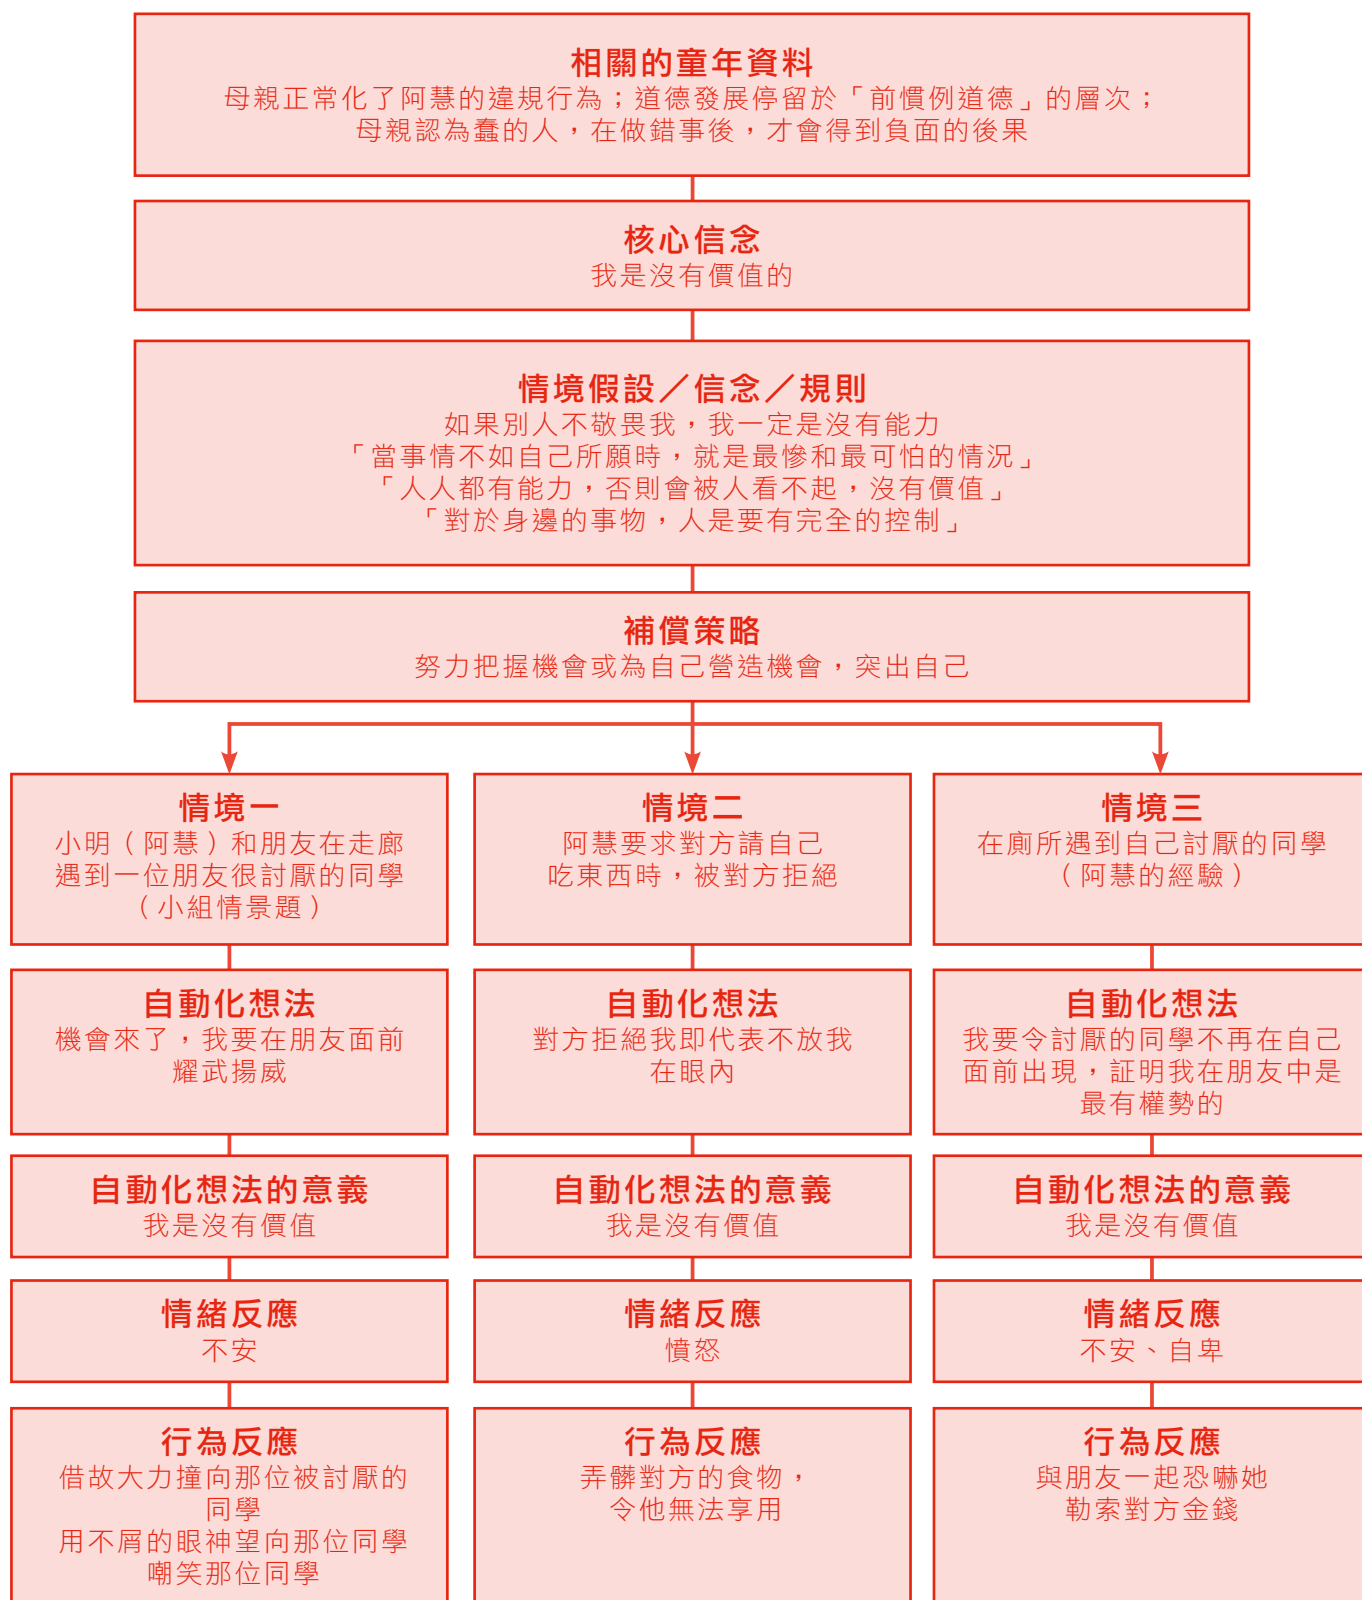 相關的童年資料
母親正常化了阿慧的違規行為；道德發展停留於「前慣例道德」的層次；
母親認為蠢的人，在做錯事後，才會得到負面的後果
核心信念
我是沒有價值的
情境假設／信念／規則
如果別人不敬畏我，我一定是沒有能力
「當事情不如自己所願時，就是最慘和最可怕的情況」
「人人都有能力，否則會被人看不起，沒有價值」
「對於身邊的事物，人是要有完全的控制」
補償策略
努力把握機會或為自己營造機會，突出自己
情境一
小明（阿慧）和朋友在走廊
遇到一位朋友很討厭的同學
（小組情景題）
自動化想法
機會來了，我要在朋友面前
耀武揚威
自動化想法的意義
我是沒有價值
情緒反應
不安
行為反應
借故大力撞向那位被討厭的
同學
用不屑的眼神望向那位同學
嘲笑那位同學
情境二
阿慧要求對方請自己
吃東西時，被對方拒絕
自動化想法
對方拒絕我即代表不放我
在眼內
自動化想法的意義
我是沒有價值
情緒反應
憤怒
行為反應
弄髒對方的食物，
令他無法享用
情境三
在廁所遇到自己討厭的同學
（阿慧的經驗）
自動化想法
我要令討厭的同學不再在自己
面前出現，証明我在朋友中是
最有權勢的
自動化想法的意義
我是沒有價值
情緒反應
不安、自卑
行為反應
與朋友一起恐嚇她
勒索對方金錢